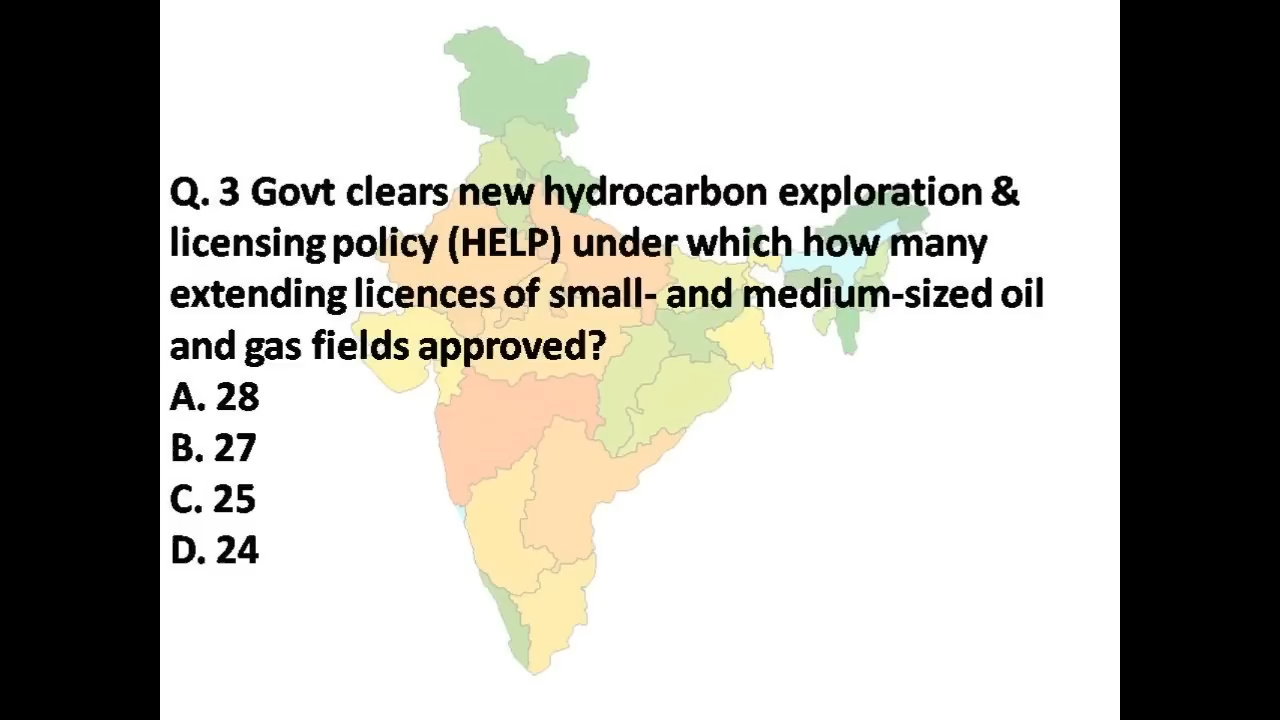 Q. 3 Govt clears new hydrocarbon exploration &
licensing policy (HELP) under which how many
extending licences of small- and medium-sized oil
and gas fields approved?
A. 28
B. 27
C. 25
D. 24